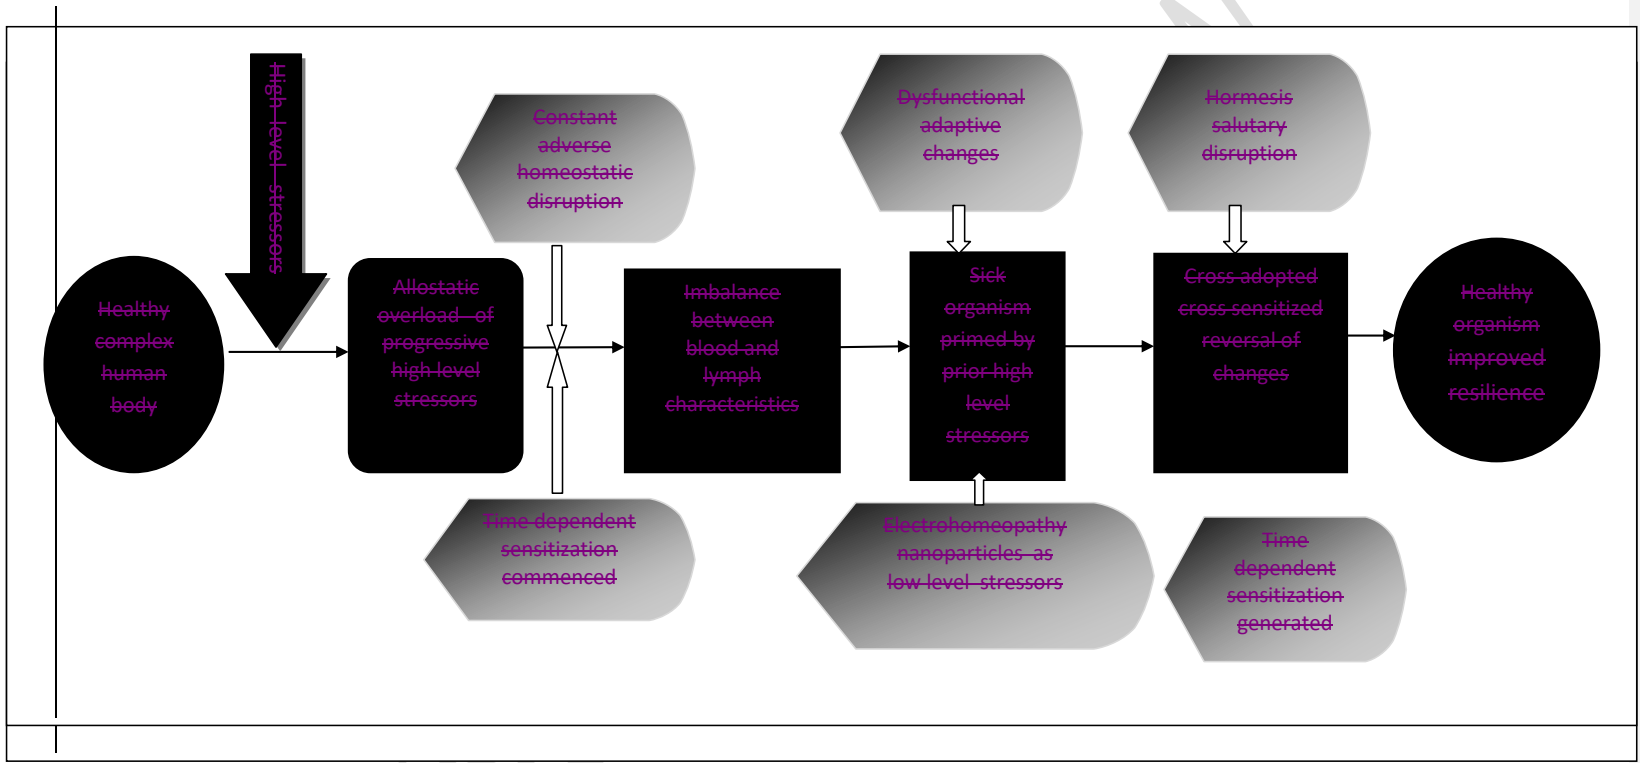 High level stressors
Constant
adverse
homeostatic
disruption
Dysfunctional
adaptive
changes
Hormesis
salutary
disruption
Healthy
complex
human
body
Allostatic
overload of
progressive
high level
stressors
Imbalance
between
blood and
lymph
characteristics
Sick
organism
primed by
prior high
level
stressors
Cross adopted
cross sensitized
reversal of
changes
Healthy
organism
improved
resilience
Time dependent
sensitization
commenced
Electrohomeopathy
nanoparticles as
low level stressors
Time
dependent
sensitization
generated